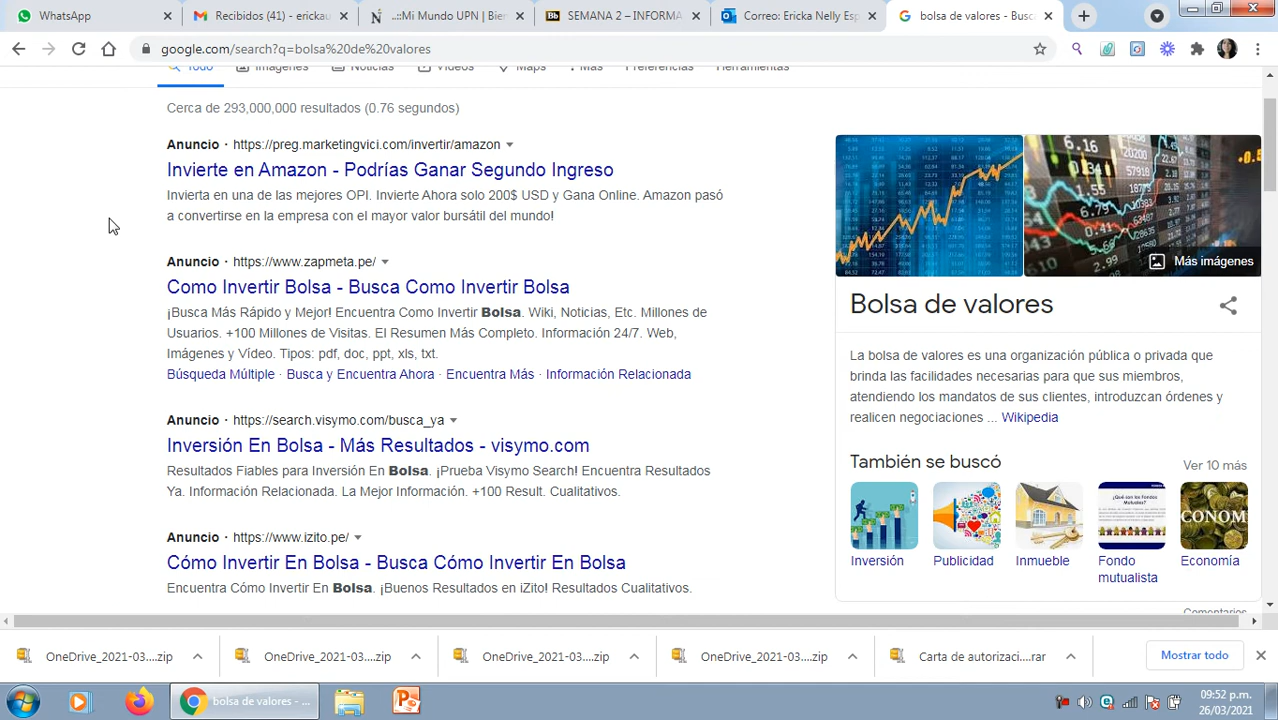 WhatsApp
Recibidos (41) - erickau
..::Mi Mundo UPN | Bien
SEMANA 2 – INFORMA
Correo: Ericka Nelly Esp
bolsa de valores - Busc
google.com/search?q=bolsa%20de%20valores
Todo
Imágenes
Noticias
Vídeos
Maps
Más
Preferencias
Herramientas
Cerca de 293,000,000 resultados (0.76 segundos)
Anuncio · https://preg.marketingvici.com/invertir/amazon
Invierte en Amazon - Podrías Ganar Segundo Ingreso
Invierta en una de las mejores OPI. Invierte Ahora solo 200$ USD y Gana Online. Amazon pasó
a convertirse en la empresa con el mayor valor bursátil del mundo!
Anuncio · https://www.zapmeta.pe/
Como Invertir Bolsa - Busca Como Invertir Bolsa
¡Busca Más Rápido y Mejor! Encuentra Como Invertir Bolsa. Wiki, Noticias, Etc. Millones de
Usuarios. +100 Millones de Visitas. El Resumen Más Completo. Información 24/7. Web,
Imágenes y Vídeo. Tipos: pdf, doc, ppt, xls, txt.
Búsqueda Múltiple · Busca y Encuentra Ahora · Encuentra Más · Información Relacionada
Anuncio · https://search.visymo.com/busca_ya
Inversión En Bolsa - Más Resultados - visymo.com
Resultados Fiables para Inversión En Bolsa. ¡Prueba Visymo Search! Encuentra Resultados
Ya. Información Relacionada. La Mejor Información. +100 Result. Cualitativos.
Anuncio · https://www.izito.pe/
Cómo Invertir En Bolsa - Busca Cómo Invertir En Bolsa
Encuentra Cómo Invertir En Bolsa. ¡Buenos Resultados en iZito! Resultados Cualitativos.
Más imágenes
Bolsa de valores
La bolsa de valores es una organización pública o privada que
brinda las facilidades necesarias para que sus miembros,
atendiendo los mandatos de sus clientes, introduzcan órdenes y
realicen negociaciones ... Wikipedia
También se buscó
Ver 10 más
¿Qué son los Fondos Mutuales?
CONOM
Inversión
Publicidad
Inmueble
Fondo
mutualista
Economía
Comentarios
OneDrive_2021-03....zip
OneDrive_2021-03....zip
OneDrive_2021-03....zip
OneDrive_2021-03....zip
Carta de autorizaci....rar
Mostrar todo
bolsa de valores - ...
09:52 p.m.
26/03/2021